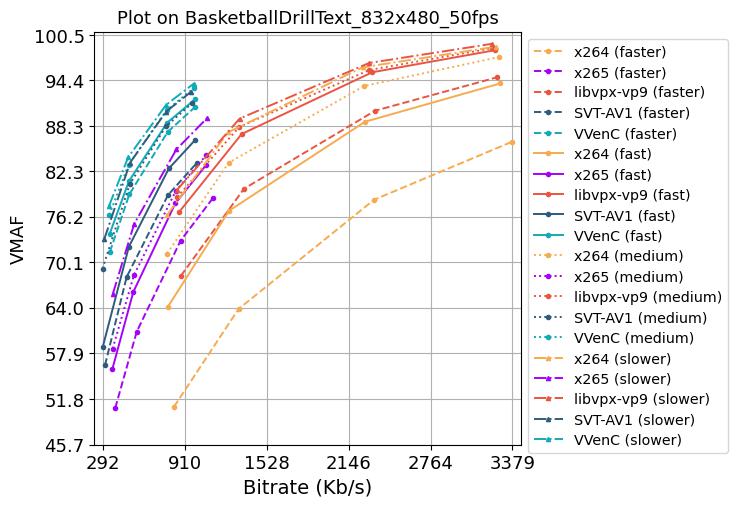 Plot on BasketballDrillText_832x480_50fps
100.5
94.4
88.3
82.3
76.2
70.1
64.0
57.9
51.8
45.7
VMAF
292 910 1528 2146 2764 3379
Bitrate (Kb/s)
x264 (faster)
x265 (faster)
libvpx-vp9 (faster)
SVT-AV1 (faster)
VVenC (faster)
x264 (fast)
x265 (fast)
libvpx-vp9 (fast)
SVT-AV1 (fast)
VVenC (fast)
x264 (medium)
x265 (medium)
libvpx-vp9 (medium)
SVT-AV1 (medium)
VVenC (medium)
x264 (slower)
x265 (slower)
libvpx-vp9 (slower)
SVT-AV1 (slower)
VVenC (slower)